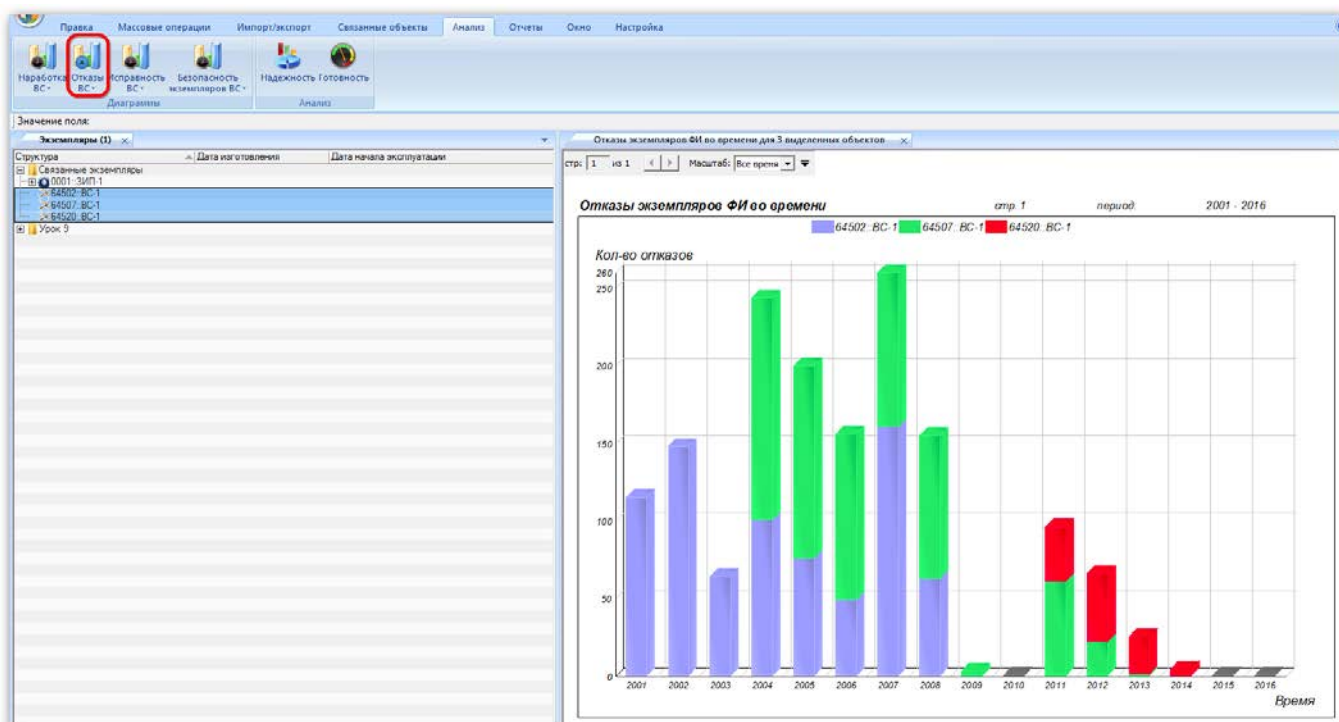 Правка Массовые операции Импорт/экспорт Связанные объекты Анализ Отчеты Окно Настройка
Наработка ВС
Отказы ВС
Исправность ВС
Безопасность экземпляров ВС
Надежность
Готовность
Диаграммы Анализ
Значение поля:
Экземпляры (1)
Структура Дата изготовления Дата начала эксплуатации
Связанные экземпляры
0001::ЗИП-1
64502::ВС-1
64507::ВС-1
64520::ВС-1
Урок 9
Отказы экземпляров ФИ во времени для 3 выделенных объектов
стр: 1 из 1 Масштаб: Все время
Отказы экземпляров ФИ во времени стр. 1 период: 2001 - 2016
64502::ВС-1 64507::ВС-1 64520::ВС-1
Кол-во отказов
260
250
200
150
100
50
0
2001 2002 2003 2004 2005 2006 2007 2008 2009 2010 2011 2012 2013 2014 2015 2016
Время